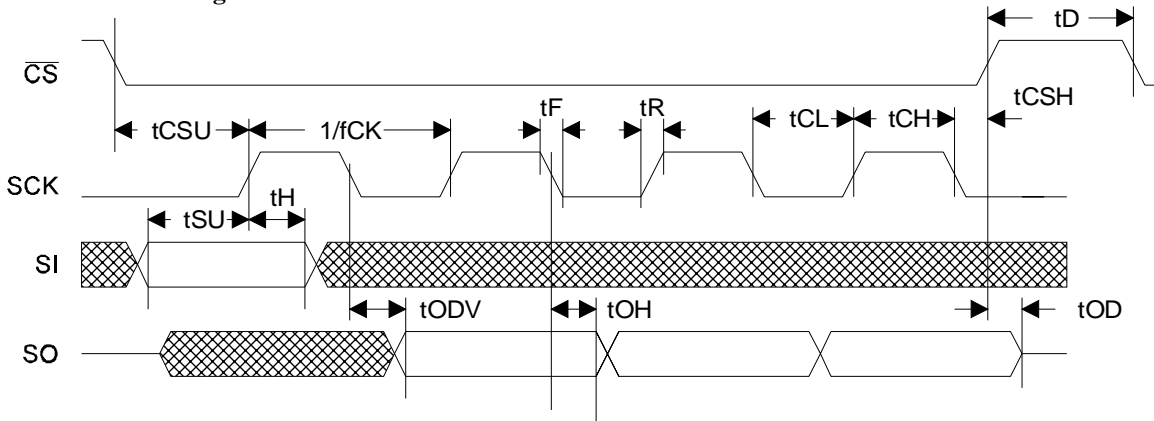 tD
CS
tCSH
tF
tR
tCSU
1/fCK
tCL
tCH
SCK
tH
tSU
SI
tODV
tOH
tOD
SO